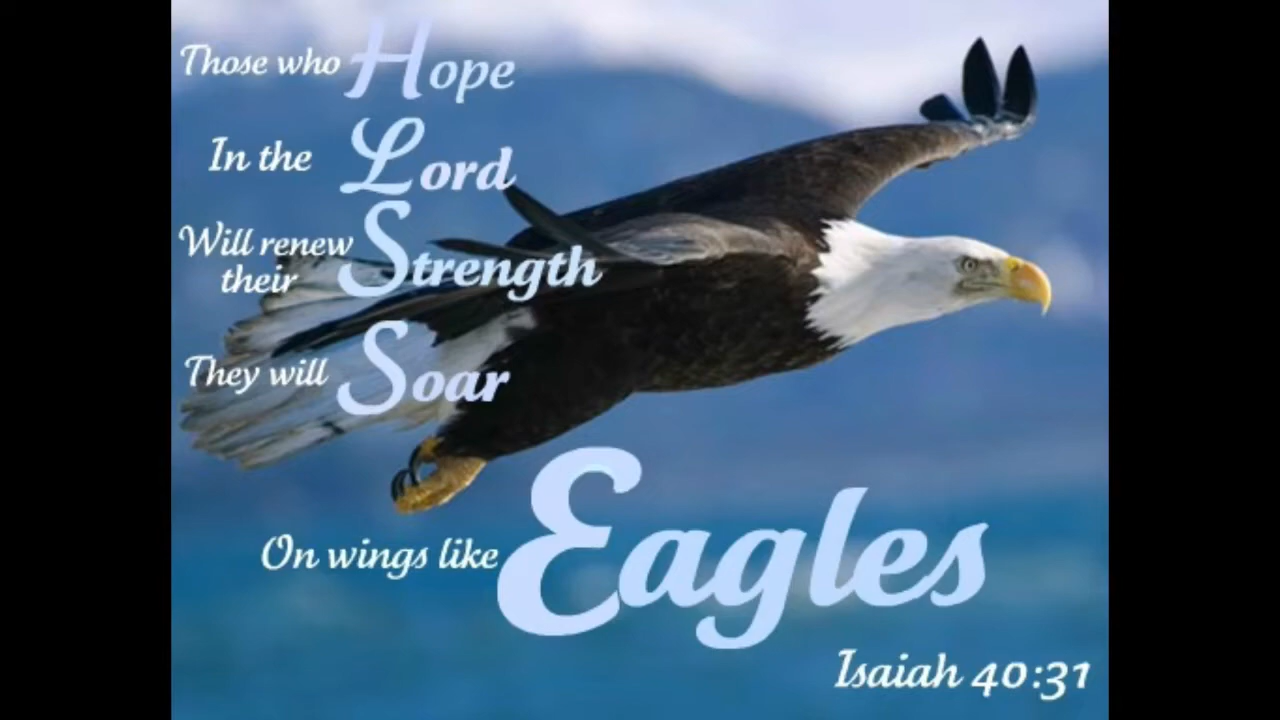 Those who Hope
In the Lord
Will renew
their Strength
They will Soar
On wings like Eagles
Isaiah 40:31